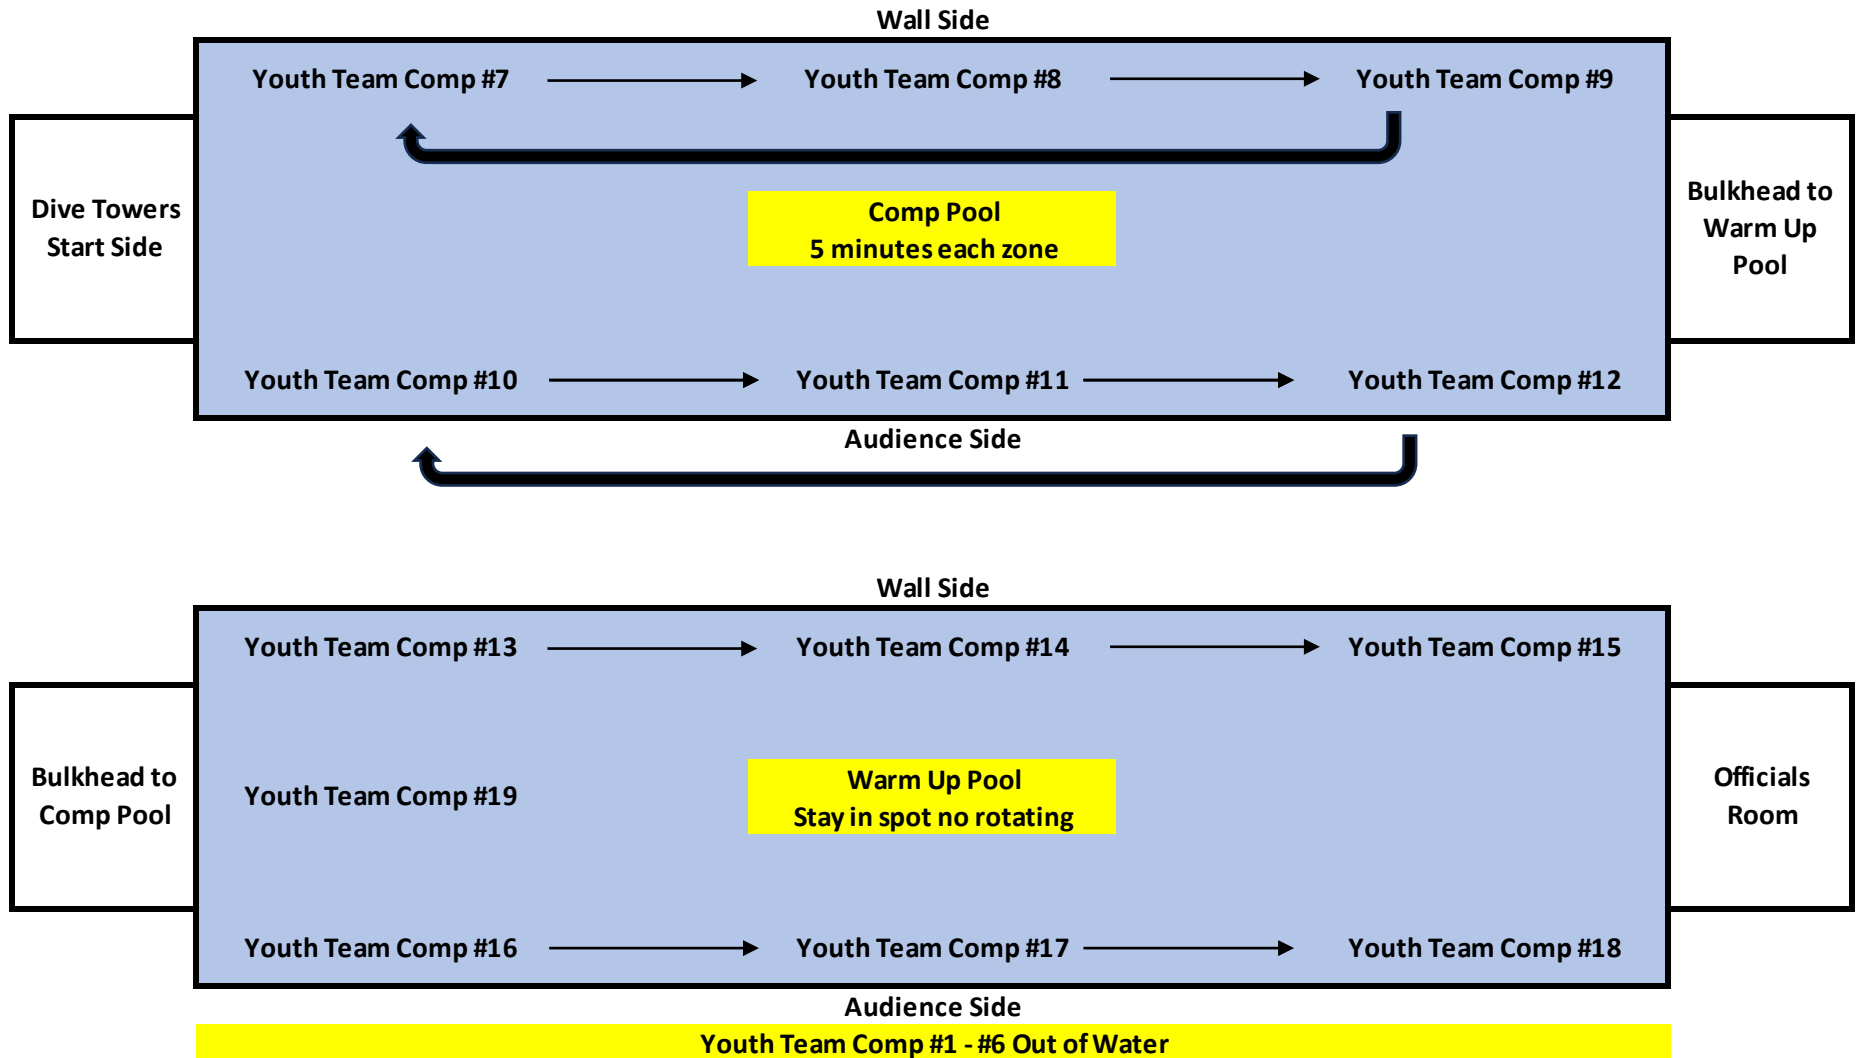 Wall Side
Youth Team Comp #7
Youth Team Comp #8
Youth Team Comp #9
Dive Towers
Start Side
Comp Pool
5 minutes each zone
Bulkhead to
Warm Up
Pool
Youth Team Comp #10
Youth Team Comp #11
Youth Team Comp #12
Audience Side
Wall Side
Youth Team Comp #13
Youth Team Comp #14
Youth Team Comp #15
Bulkhead to
Comp Pool
Youth Team Comp #19
Warm Up Pool
Stay in spot no rotating
Officials
Room
Youth Team Comp #16
Youth Team Comp #17
Youth Team Comp #18
Audience Side
Youth Team Comp #1 - #6 Out of Water